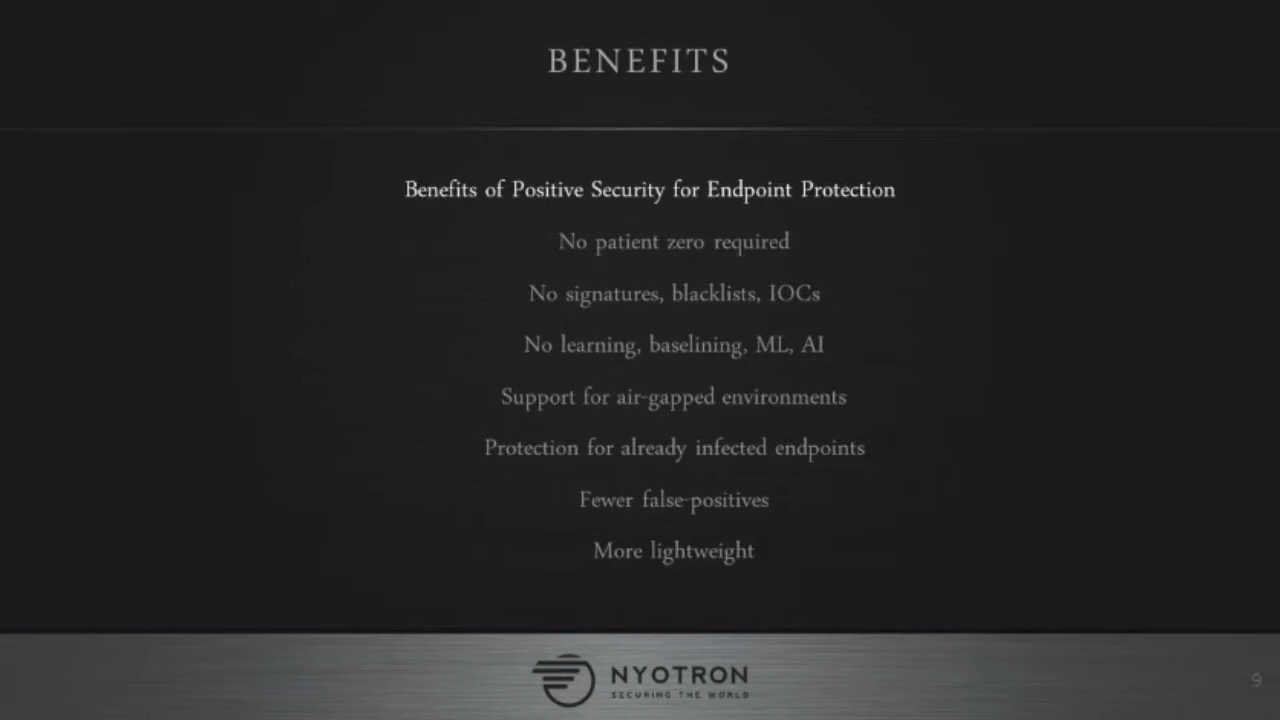 BENEFITS
Benefits of Positive Security for Endpoint Protection
No patient zero required
No signatures, blacklists, IOCs
No learning, baselining, ML, AI
Support for air-gapped environments
Protection for already infected endpoints
Fewer false-positives
More lightweight
NYOTRON
SECURING THE WORLD
9